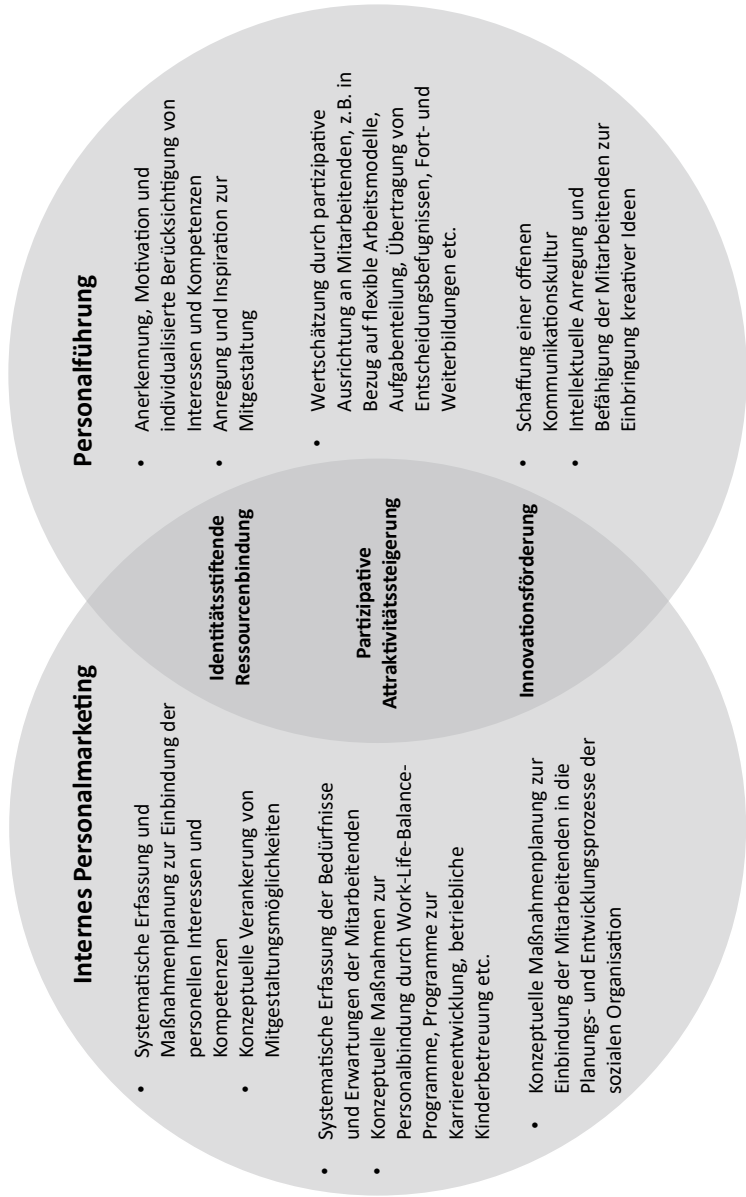 Internes Personalmarketing
• Systematische Erfassung und
Maßnahmenplanung zur Einbindung der
personellen Interessen und
Kompetenzen
• Konzeptuelle Verankerung von
Mitgestaltungsmöglichkeiten
• Systematische Erfassung der Bedürfnisse
und Erwartungen der Mitarbeitenden
• Konzeptuelle Maßnahmen zur
Personalbindung durch Work-Life-Balance-
Programme, Programme zur
Karriereentwicklung, betriebliche
Kinderbetreuung etc.
• Konzeptuelle Maßnahmenplanung zur
Einbindung der Mitarbeitenden in die
Planungs- und Entwicklungsprozesse der
sozialen Organisation
Identitätsstiftende
Ressourcenbindung
Partizipative
Attraktivitätssteigerung
Innovationsförderung
Personalführung
• Anerkennung, Motivation und
individualisierte Berücksichtigung von
Interessen und Kompetenzen
• Anregung und Inspiration zur
Mitgestaltung
• Wertschätzung durch partizipative
Ausrichtung an Mitarbeitenden, z.B. in
Bezug auf flexible Arbeitsmodelle,
Aufgabenteilung, Übertragung von
Entscheidungsbefugnissen, Fort- und
Weiterbildungen etc.
• Schaffung einer offenen
Kommunikationskultur
• Intellektuelle Anregung und
Befähigung der Mitarbeitenden zur
Einbringung kreativer Ideen